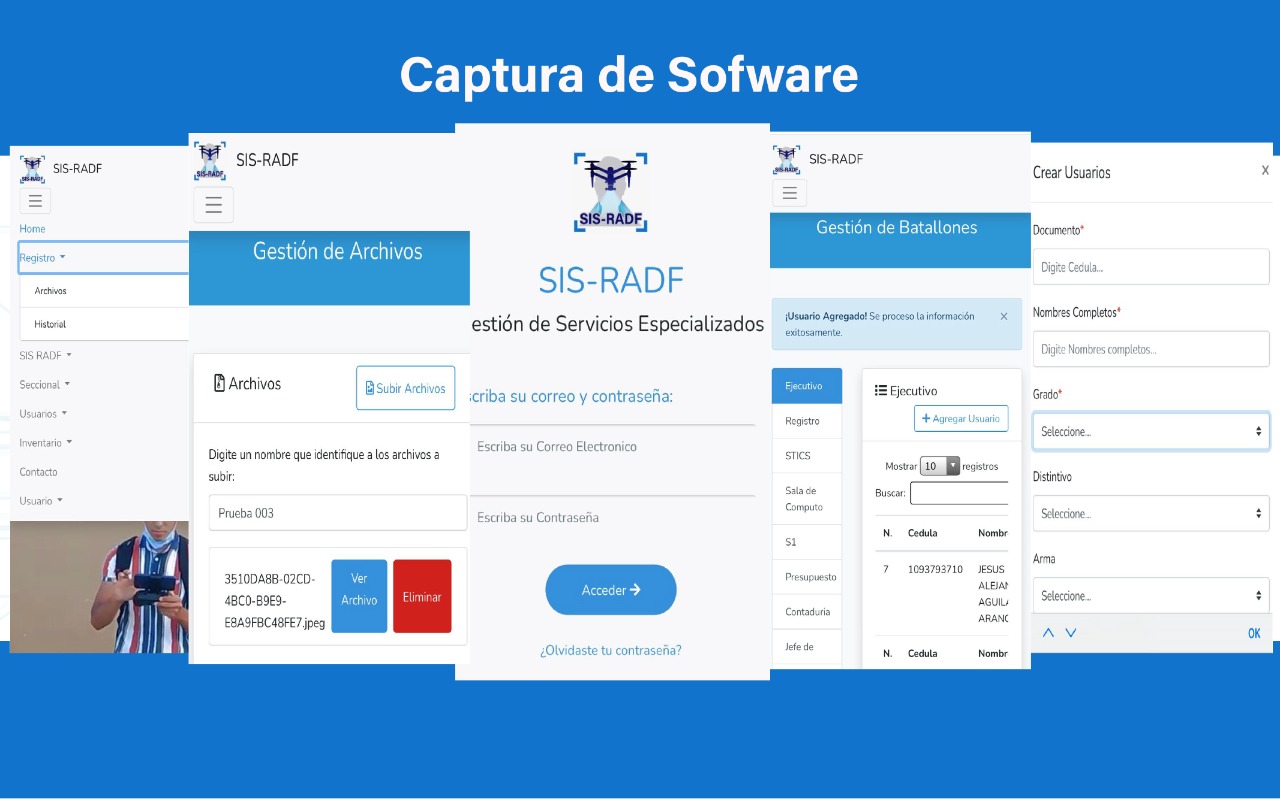 Captura de Sofware
SIS-RADF
SIS-RADF
Home
Registro
Archivos
Historial
SIS RADF
Seccional
Usuarios
Inventario
Contacto
Usuario
SIS-RADF
SIS-RADF
Gestión de Archivos
Archivos
Subir Archivos
Digite un nombre que identifique a los archivos a
subir:
Prueba 003
3510DA8B-02CD-
4BC0-B9E9-
E8A9FBC48FE7.jpeg
Ver
Archivo
Eliminar
SIS-RADF
SIS-RADF
estión de Servicios Especializados
scriba su correo y contraseña:
Escriba su Correo Electronico
Escriba su Contraseña
Acceder
¿Olvidaste tu contraseña?
SIS-RADF
SIS-RADF
Gestión de Batallones
¡Usuario Agregado! Se proceso la información
exitosamente.
Ejecutivo
Registro
STICS
Sala de
Computo
S1
Presupuesto
Contaduria
Jefe de
Ejecutivo
+ Agregar Usuario
Mostrar 10 registros
Buscar:
N. Cedula Nombr
7 1093793710 JESUS
ALEJAN
AGUILA
ARANC
N. Cedula Nombr
Crear Usuarios
X
Documento*
Digite Cedula...
Nombres Completos*
Digite Nombres completos...
Grado*
Seleccione...
Distintivo
Seleccione...
Arma
Seleccione...
OK